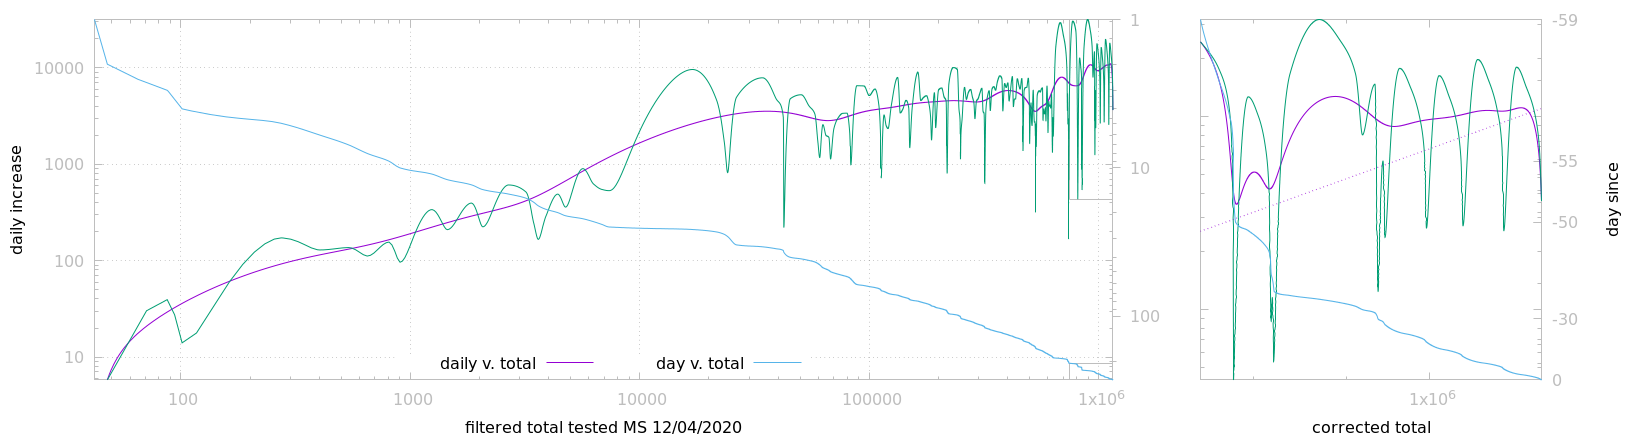 10000
1000
100
10
daily increase
100
1000
10000
100000
1x10^6
filtered total tested MS 12/04/2020
daily v. total
day v. total
1
10
100
-59
-55
-50
-30
0
day since
1x10^6
corrected total